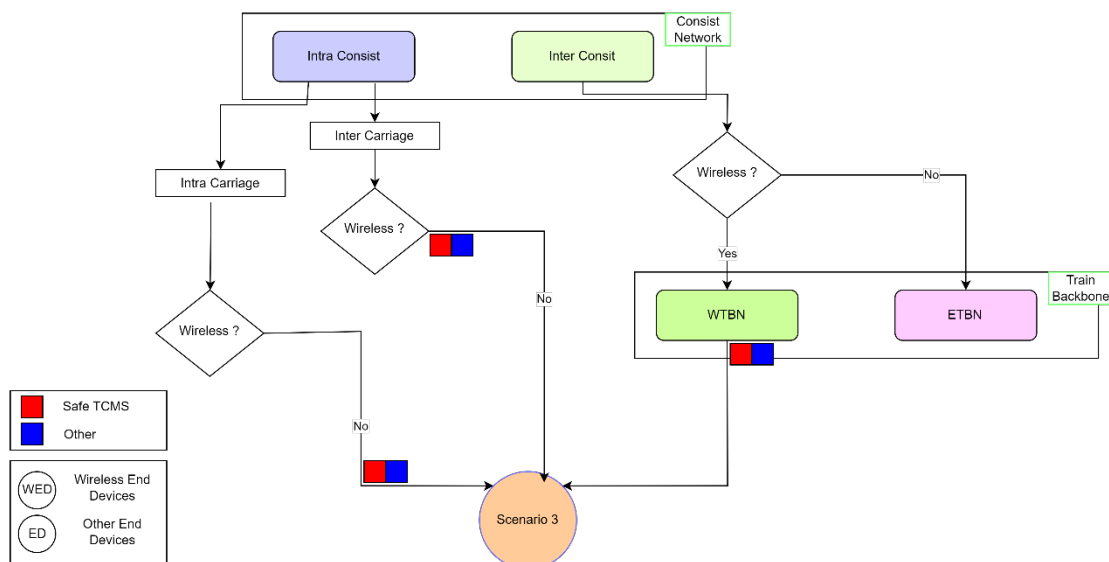 Consist
Network
Intra Consist
Inter Consit
Inter Carriage
Intra Carriage
Wireless ?
No
Wireless ?
Yes
Train
Backbone
No
WTBN
ETBN
Wireless ?
Safe TCMS
Other
No
WED
Wireless End
Devices
ED
Other End
Devices
Scenario 3